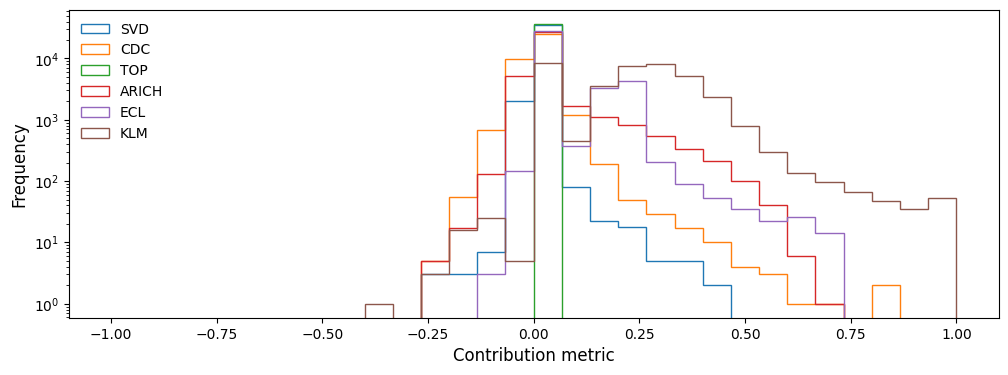 SVD
CDC
TOP
ARICH
ECL
KLM
Frequency
10⁴
10³
10²
10¹
10⁰
−1.00 −0.75 −0.50 −0.25 0.00 0.25 0.50 0.75 1.00
Contribution metric